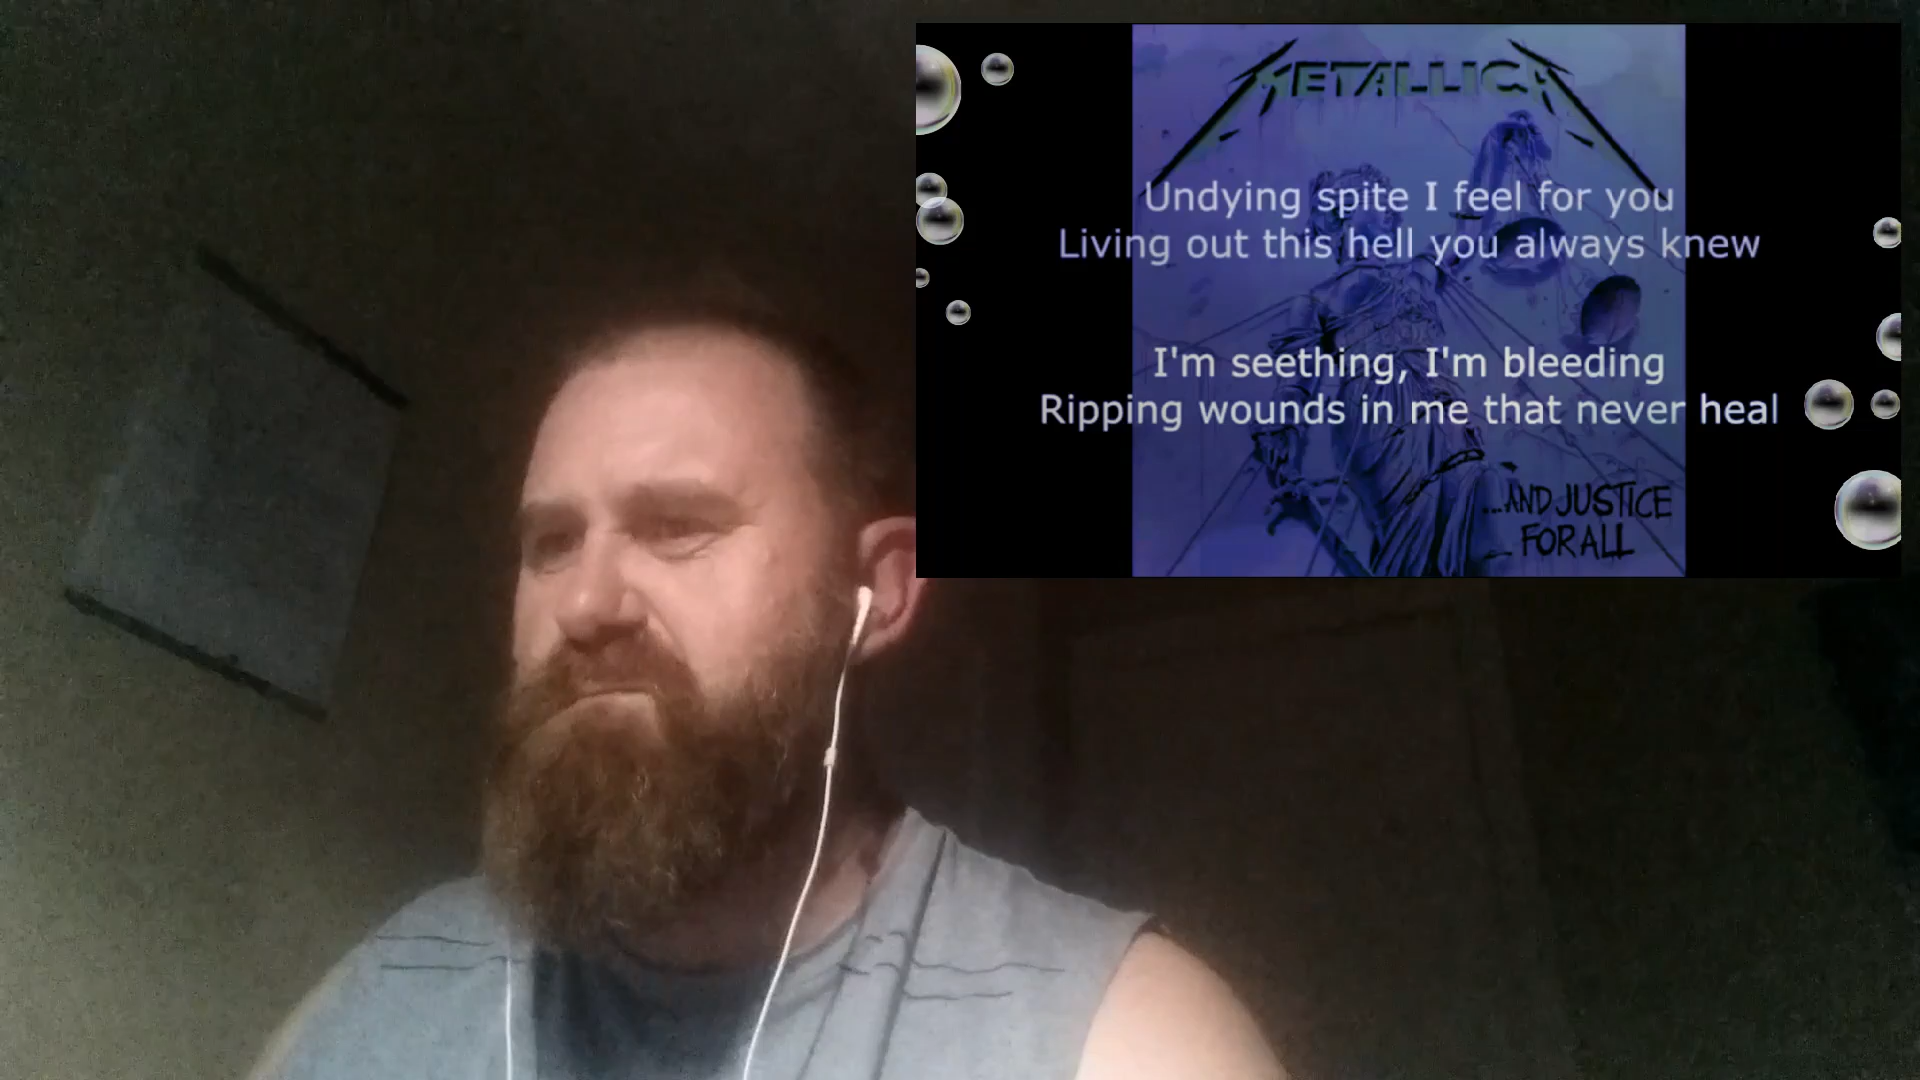 METALLICA
Undying spite I feel for you
Living out this hell you always knew
I'm seething, I'm bleeding
Ripping wounds in me that never heal
...AND JUSTICE
FOR ALL